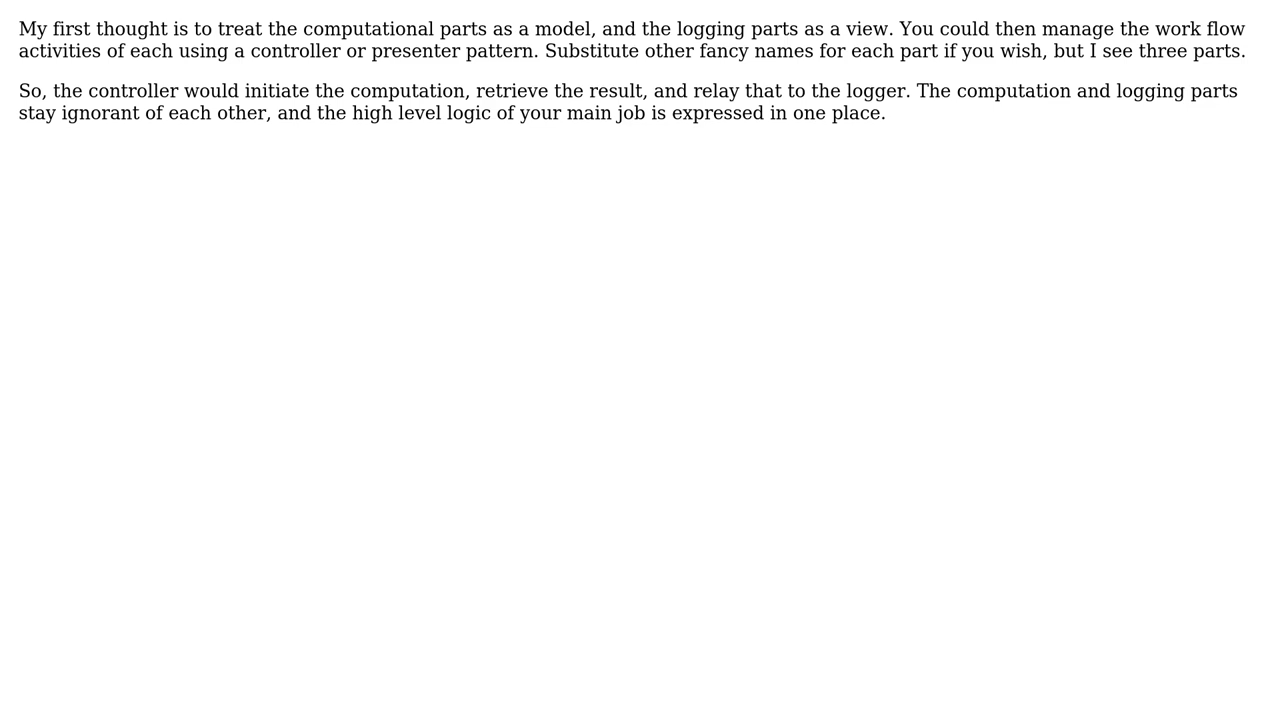 My first thought is to treat the computational parts as a model, and the logging parts as a view. You could then manage the work flow
activities of each using a controller or presenter pattern. Substitute other fancy names for each part if you wish, but I see three parts.
So, the controller would initiate the computation, retrieve the result, and relay that to the logger. The computation and logging parts
stay ignorant of each other, and the high level logic of your main job is expressed in one place.